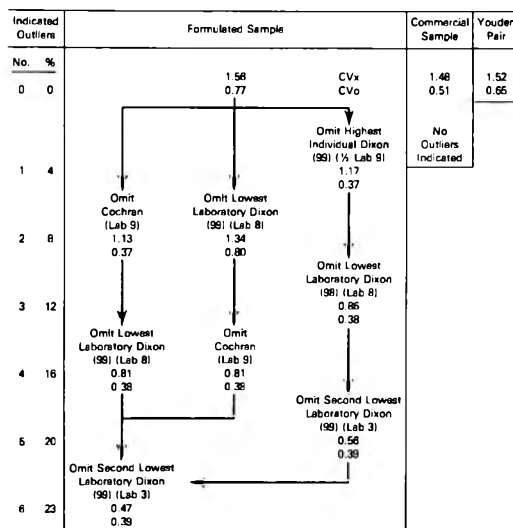 Indicated Outliers
Formulated Sample
Commercial Sample
Youden Pair
No. %
0 0
1.56 CVx 1.48 1.52
0.77 CVo 0.51 0.65
No Outliers Indicated
Omit Highest
Individual Dixon
(99) (½ Lab 9)
1.17
0.37
1 4
Omit
Cochran
(Lab 9)
1.13
0.37
Omit Lowest
Laboratory Dixon
(99) (Lab 8)
1.34
0.80
2 8
Omit Lowest
Laboratory Dixon
(98) (Lab 8)
0.86
0.38
3 12
Omit Lowest
Laboratory Dixon
(99) (Lab 8)
0.81
0.38
Omit
Cochran
(Lab 9)
0.81
0.38
4 16
Omit Second Lowest
Laboratory Dixon
(99) (Lab 3)
0.56
0.39
5 20
Omit Second Lowest
Laboratory Dixon
(99) (Lab 3)
0.47
0.39
6 23